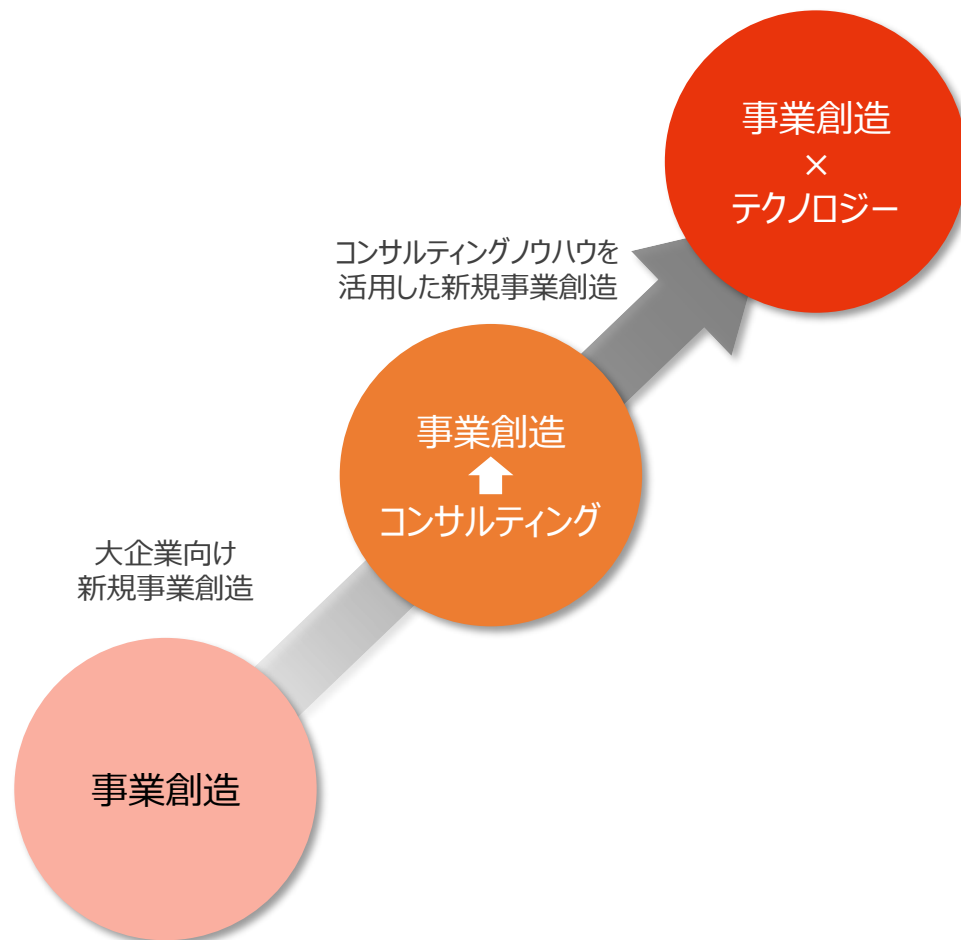 事業創造
×
テクノロジー
コンサルティングノウハウを
活用した新規事業創造
事業創造
コンサルティング
大企業向け
新規事業創造
事業創造